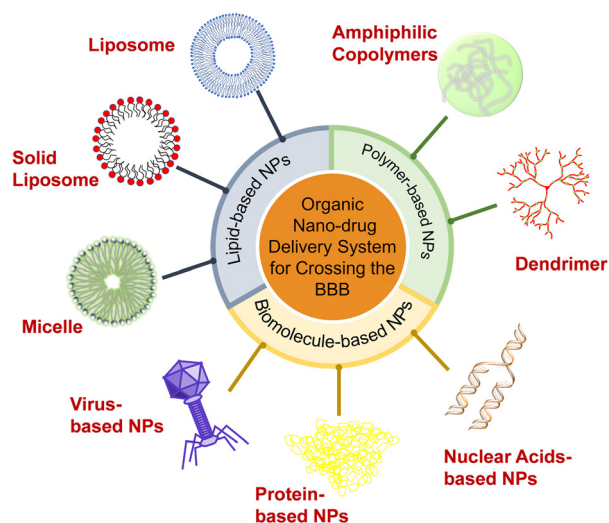 Liposome
Amphiphilic
Copolymers
Solid
Liposome
Lipid-based NPs
Polymer-based NPs
Organic
Nano-drug
Delivery System
for Crossing the
BBB
Dendrimer
Micelle
Biomolecule-based NPs
Virus-
based NPs
Nuclear Acids-
based NPs
Protein-
based NPs